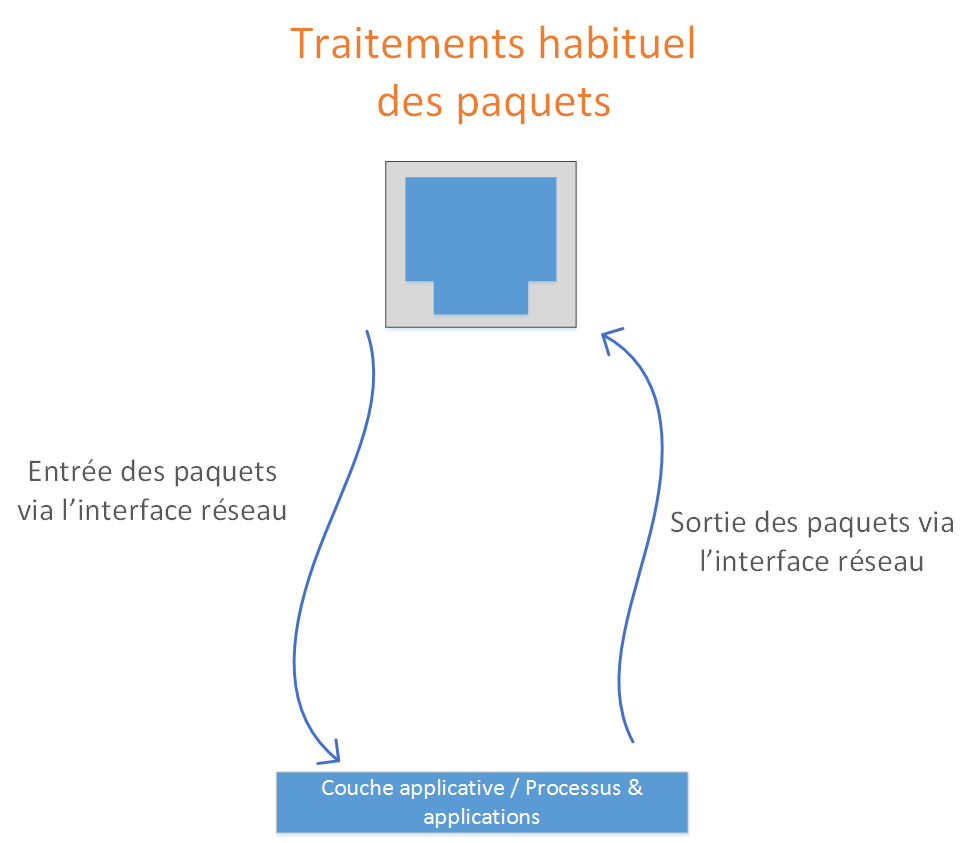 Traitements habituel
des paquets
Entrée des paquets
via l’interface réseau
Sortie des paquets via
l’interface réseau
Couche applicative / Processus &
applications